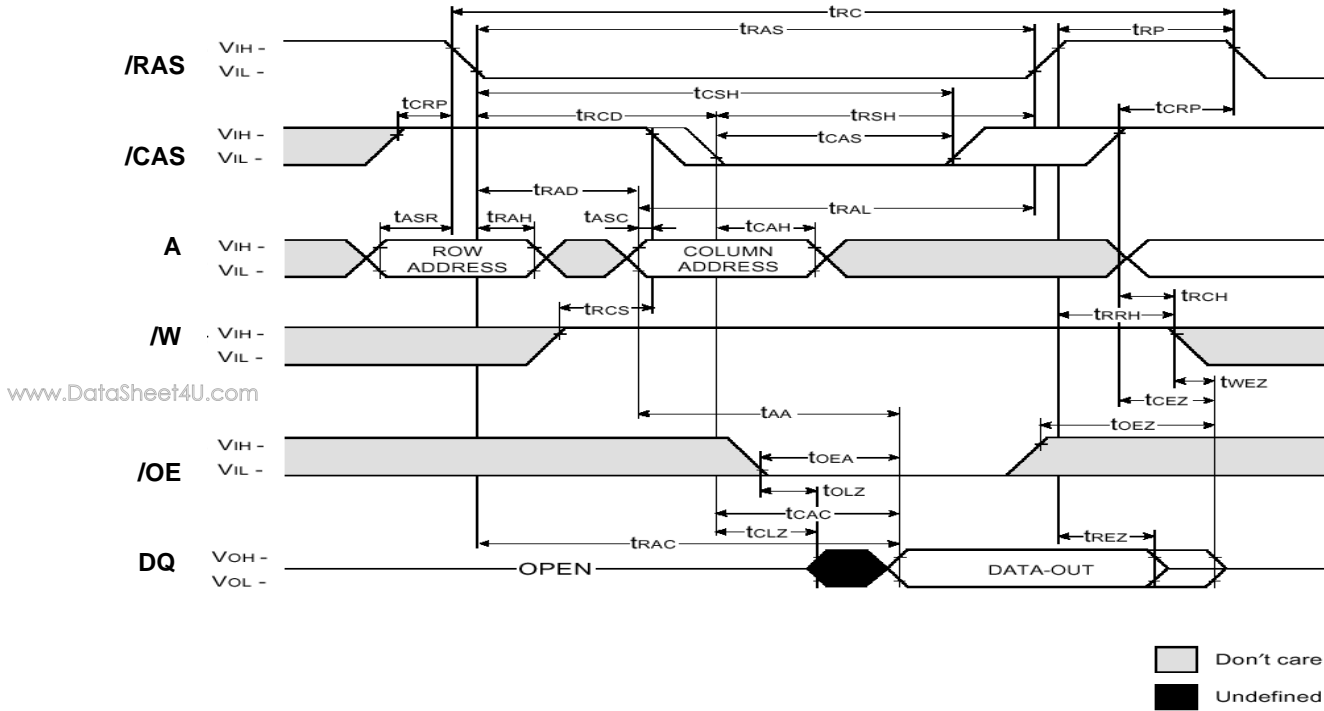 tRC
tRAS
tRP
/RAS
VIH -
VIL -
tCSH
tCRP
tRCD
tRSH
tCRP
tCAS
/CAS
VIH -
VIL -
tRAD
tRAL
tASR
tRAH
tASC
tCAH
A
VIH -
VIL -
ROW
ADDRESS
COLUMN
ADDRESS
tRCS
tRCH
tRRH
/W
VIH -
VIL -
www.DataSheet4U.com
tWEZ
tCEZ
tAA
tOEZ
/OE
VIH -
VIL -
tOEA
tOLZ
tCAC
tCLZ
tRAC
tREZ
DQ
VOH -
VOL -
OPEN
DATA-OUT
Don't care
Undefined